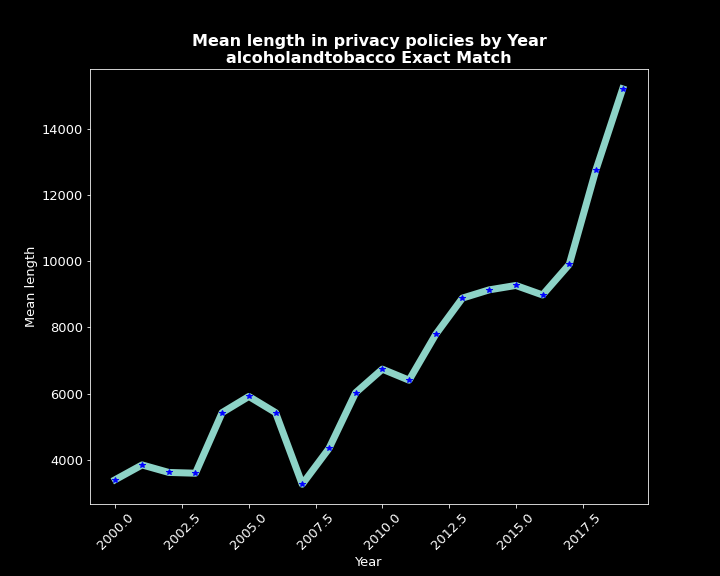 Mean length in privacy policies by Year
alcoholandtobacco Exact Match
14000
12000
10000
8000
6000
4000
Mean length
2000.0 2002.5 2005.0 2007.5 2010.0 2012.5 2015.0 2017.5
Year